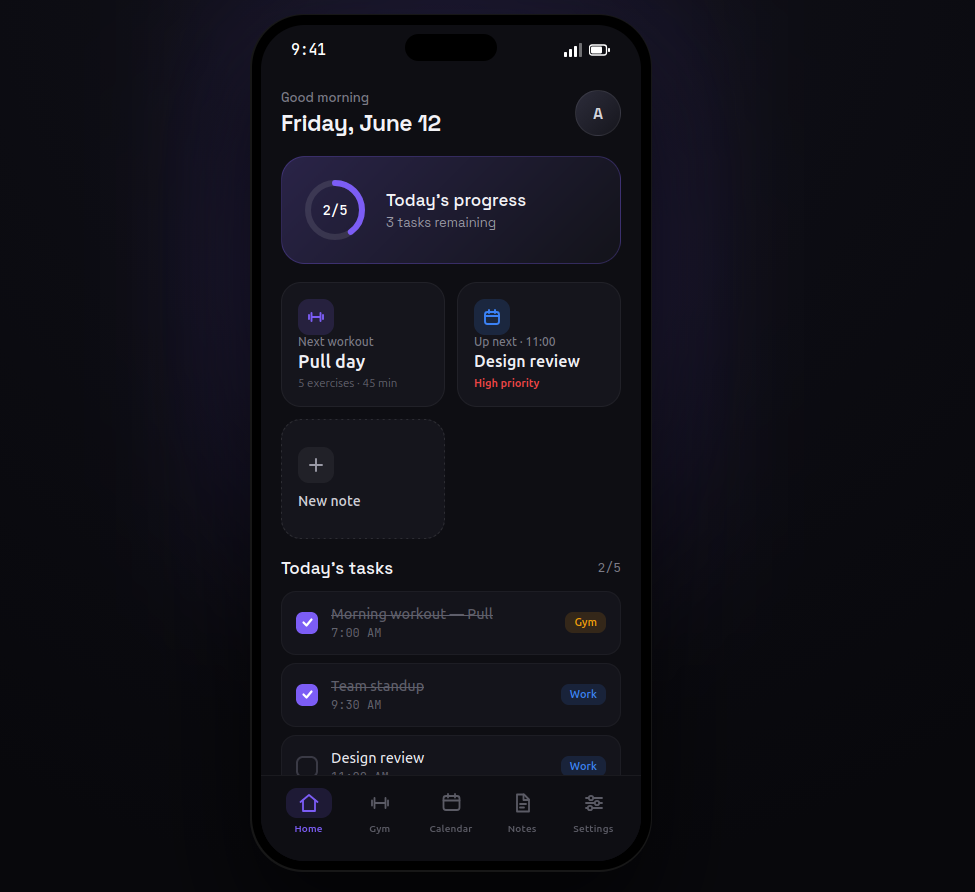 9:41
Good morning
Friday, June 12
A
2/5
Today's progress
3 tasks remaining
Next workout
Pull day
5 exercises · 45 min
Up next · 11:00
Design review
High priority
New note
Today's tasks
2/5
Morning workout — Pull
7:00 AM
Gym
Team standup
9:30 AM
Work
Design review
11:00 AM
Work
Home
Gym
Calendar
Notes
Settings